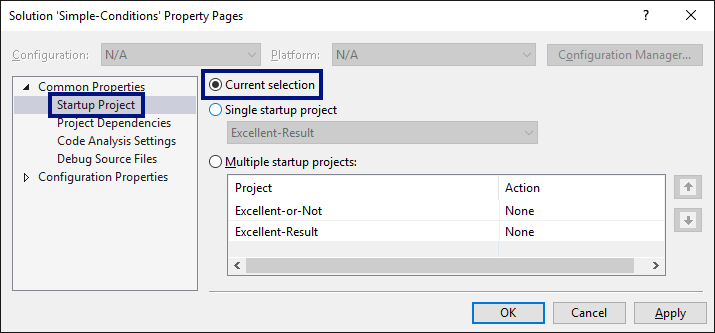 Solution 'Simple-Conditions' Property Pages
Configuration: N/A Platform: N/A Configuration Manager...
Common Properties
Startup Project
Project Dependencies
Code Analysis Settings
Debug Source Files
Configuration Properties
Current selection
Single startup project
Excellent-Result
Multiple startup projects:
Project Action
Excellent-or-Not None
Excellent-Result None
OK Cancel Apply